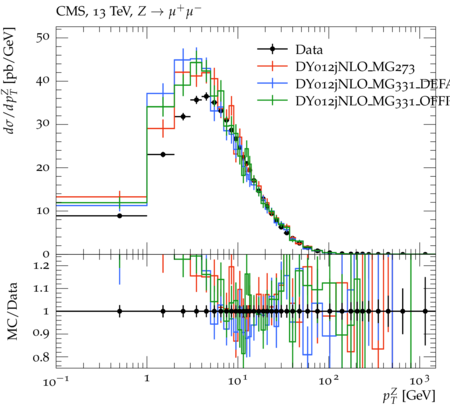 CMS, 13 TeV, Z → μ⁺μ⁻
dσ/dp_T^Z [pb/GeV]
50
40
30
20
10
0
Data
DY012jNLO_MG273
DY012jNLO_MG331_DEFA
DY012jNLO_MG331_OFFP
MC/Data
1.2
1.1
1
0.9
0.8
10⁻¹
1
10¹
10²
10³
p_T^Z [GeV]